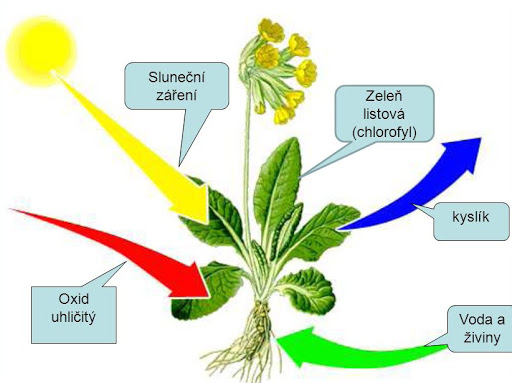 Sluneční
záření
Zeleň
listová
(chlorofyl)
kyslík
Oxid
uhličitý
Voda a
živiny